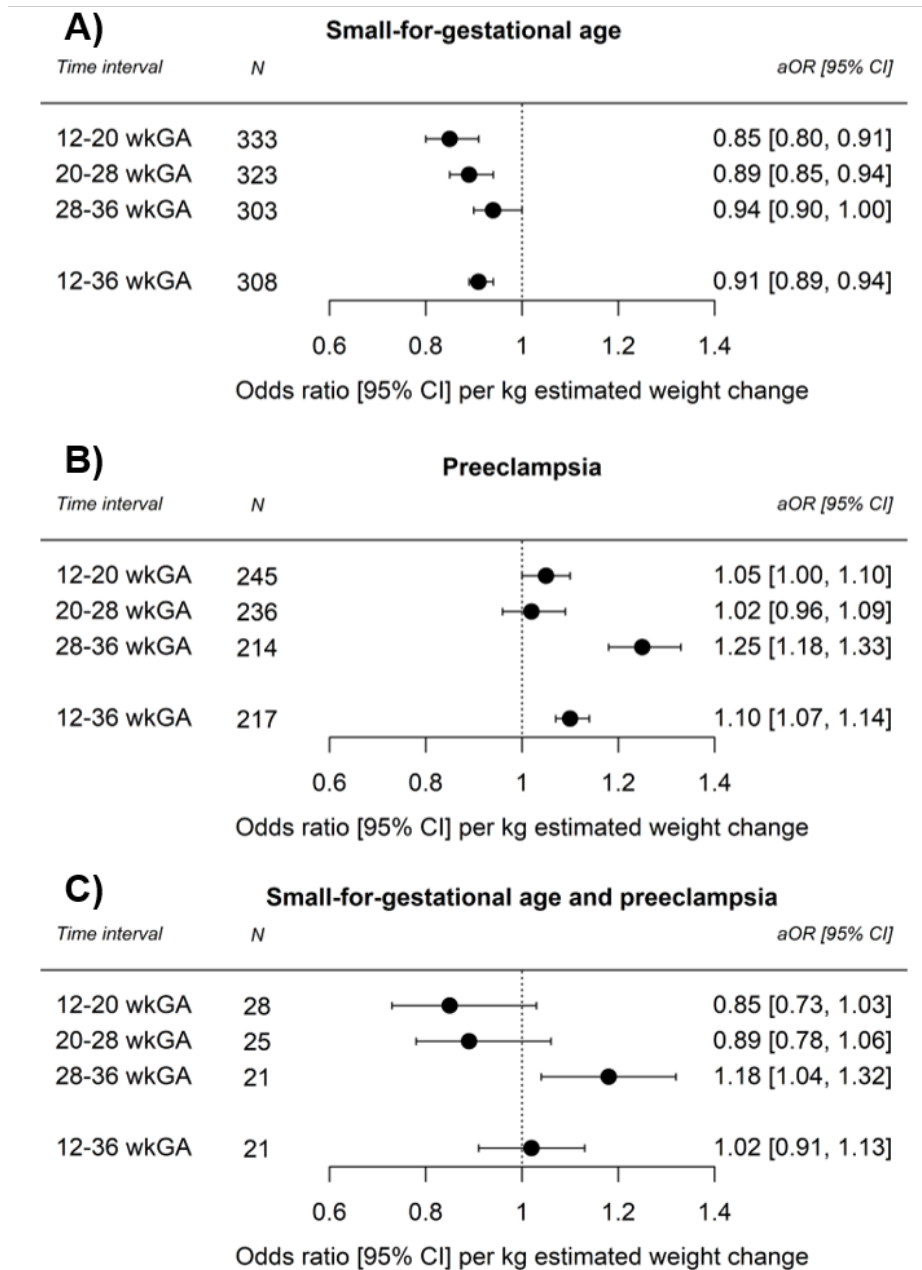 A)
Small-for-gestational age
Time interval N aOR [95% CI]
12-20 wkGA 333 0.85 [0.80, 0.91]
20-28 wkGA 323 0.89 [0.85, 0.94]
28-36 wkGA 303 0.94 [0.90, 1.00]
12-36 wkGA 308 0.91 [0.89, 0.94]
0.6 0.8 1 1.2 1.4
Odds ratio [95% CI] per kg estimated weight change
B)
Preeclampsia
Time interval N aOR [95% CI]
12-20 wkGA 245 1.05 [1.00, 1.10]
20-28 wkGA 236 1.02 [0.96, 1.09]
28-36 wkGA 214 1.25 [1.18, 1.33]
12-36 wkGA 217 1.10 [1.07, 1.14]
0.6 0.8 1 1.2 1.4
Odds ratio [95% CI] per kg estimated weight change
C)
Small-for-gestational age and preeclampsia
Time interval N aOR [95% CI]
12-20 wkGA 28 0.85 [0.73, 1.03]
20-28 wkGA 25 0.89 [0.78, 1.06]
28-36 wkGA 21 1.18 [1.04, 1.32]
12-36 wkGA 21 1.02 [0.91, 1.13]
0.6 0.8 1 1.2 1.4
Odds ratio [95% CI] per kg estimated weight change